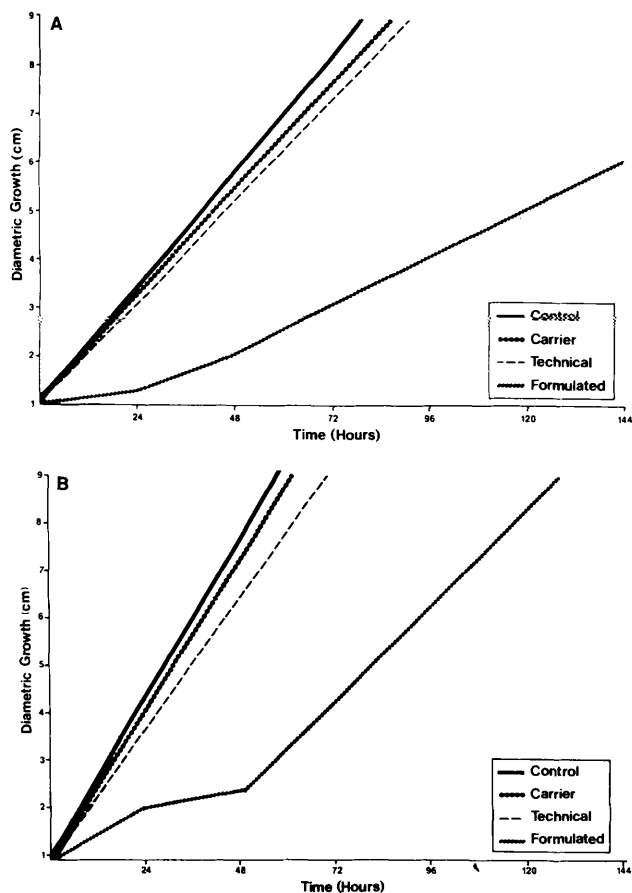 A
9
8
7
6
5
4
3
2
1
Diametric Growth (cm)
24 48 72 96 120 144
Time (Hours)
Control
Carrier
Technical
Formulated
B
9
8
7
6
5
4
3
2
1
Diametric Growth (cm)
24 48 72 96 120 144
Time (Hours)
Control
Carrier
Technical
Formulated